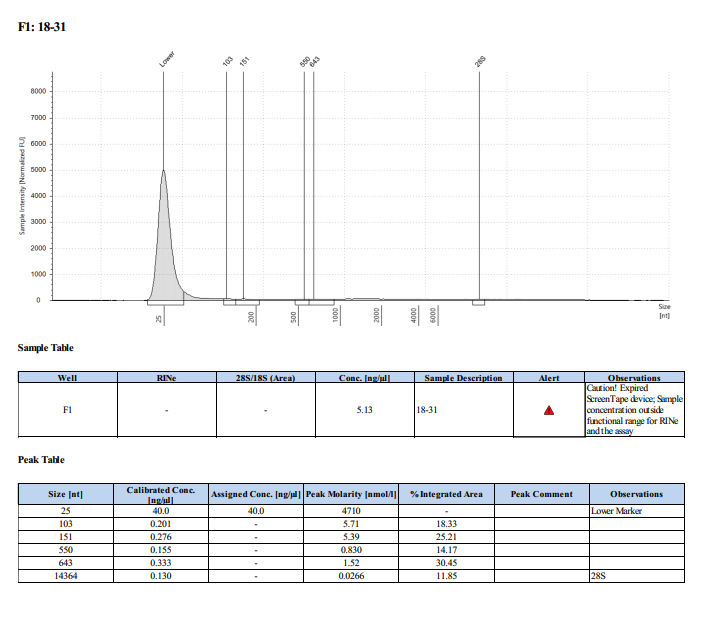 F1: 18-31
Lower
103
151
550
643
28S
Sample Intensity [Normalized FU]
8000
7000
6000
5000
4000
3000
2000
1000
0
25
200
500
1000
2000
4000
6000
Size
[nt]
Sample Table
Well RINe 28S/18S (Area) Conc. [ng/µl] Sample Description Alert Observations
F1 - - 5.13 18-31 Caution! Expired
ScreenTape device; Sample
concentration outside
functional range for RINe
and the assay
Peak Table
Size [nt] Calibrated Conc. [ng/µl] Assigned Conc. [ng/µl] Peak Molarity [nmol/l] % Integrated Area Peak Comment Observations
25 40.0 40.0 4710 - Lower Marker
103 0.201 - 5.71 18.33
151 0.276 - 5.39 25.21
550 0.155 - 0.830 14.17
643 0.333 - 1.52 30.45
14364 0.130 - 0.0266 11.85 28S